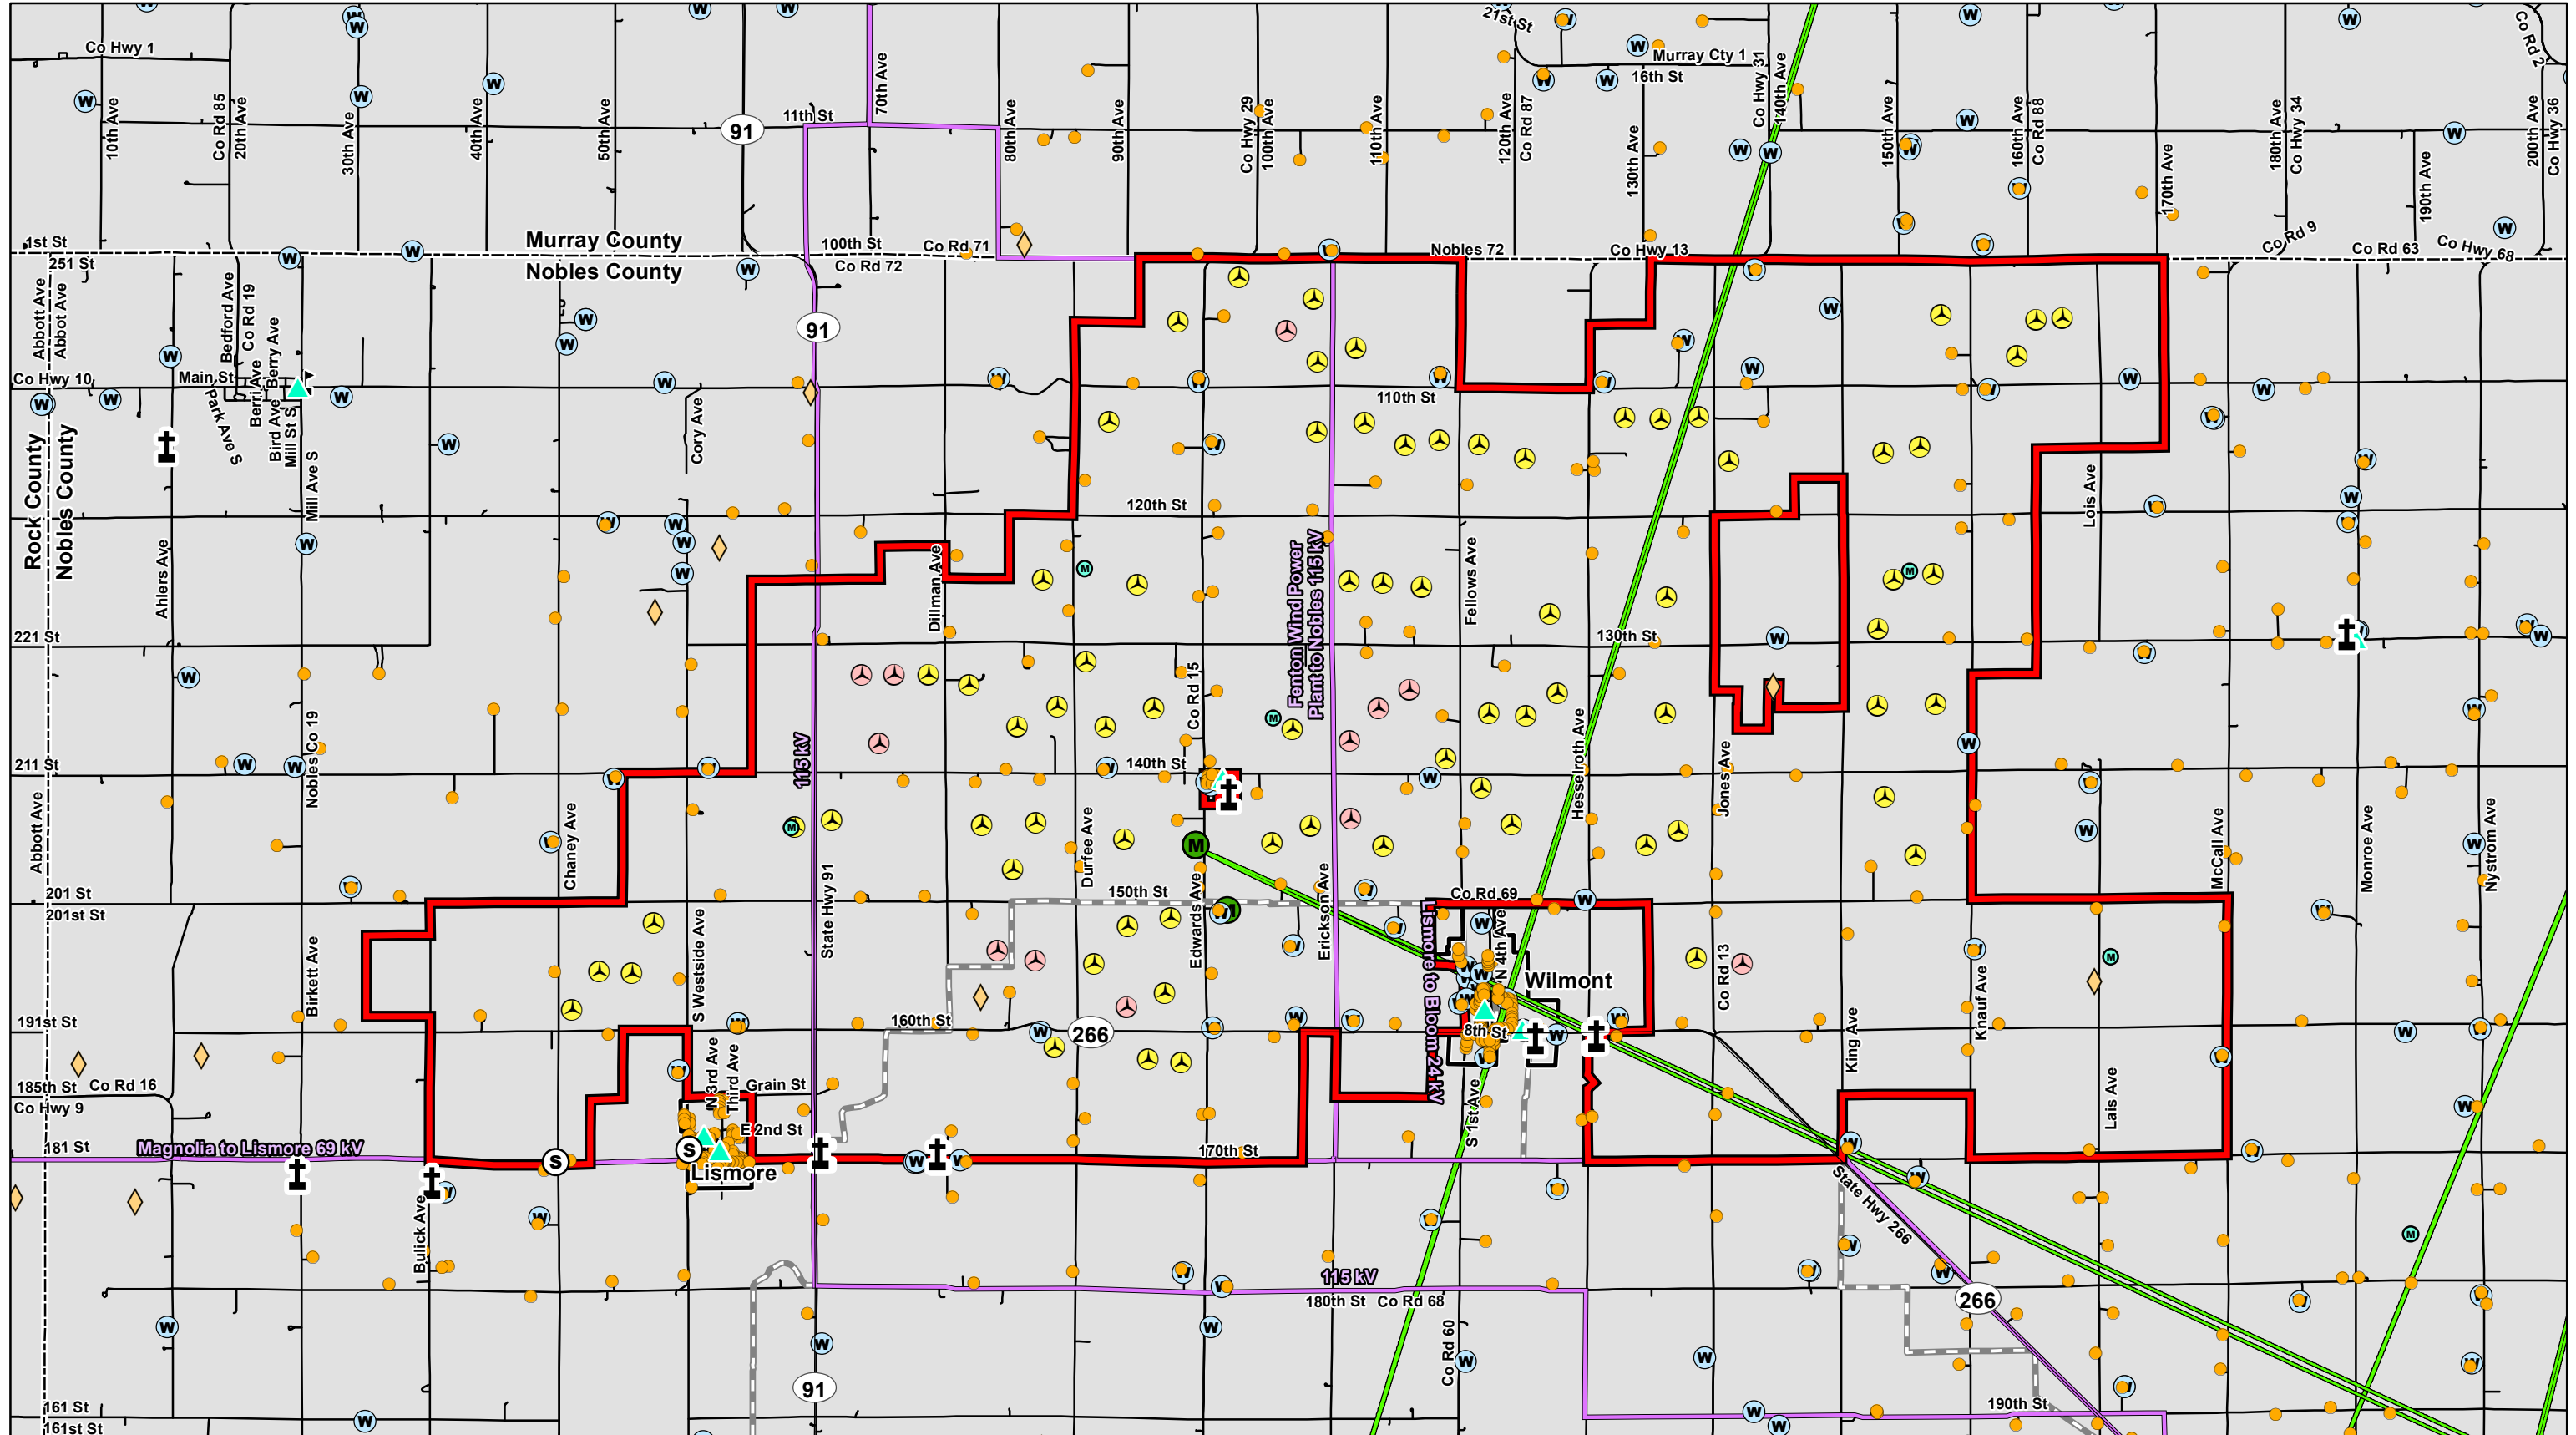 21st St
Co Rd 2
Co Hwy 1
Murray Cty 1
16th St
70th Ave
Co Hwy 31
140th Ave
11th St
91
10th Ave
Co Rd 85
20th Ave
30th Ave
40th Ave
50th Ave
80th Ave
90th Ave
Co Hwy 29
100th Ave
110th Ave
120th Ave
Co Rd 87
130th Ave
150th Ave
160th Ave
Co Rd 88
170th Ave
180th Ave
Co Hwy 34
190th Ave
200th Ave
Co Hwy 36
1st St
Murray County
100th St
Co Rd 71
Nobles 72
Co Hwy 13
Co Rd 9
Co Rd 63
Co Hwy 68
251 St
Nobles County
Co Rd 72
Abbott Ave
Abbot Ave
Bedford Ave
Co Rd 19
Berry Ave
91
Co Hwy 10
Main St
Berri Ave
Bird Ave
Mill St S
Park Ave S
Mill Ave S
Cory Ave
110th St
Rock County
Nobles County
120th St
Lois Ave
Ahlers Ave
Dillman Ave
Fenton Wind Power
Plant to Nobles 115 kV
Fellows Ave
221 St
130th St
Co Rd 15
Nobles Co 19
115 kV
Hesselroth Ave
Jones Ave
211 St
140th St
Abbott Ave
Chaney Ave
Durfee Ave
McCall Ave
Monroe Ave
Nystrom Ave
M
201 St
150th St
Co Rd 69
201st St
Birkett Ave
S Westside Ave
State Hwy 91
Edwards Ave
Erickson Ave
Lismore to Bloom 24 kV
N 4th Ave
Wilmont
Co Rd 13
King Ave
Knauf Ave
191st St
160th St
266
8th St
N 3rd Ave
Third Ave
185th St
Co Rd 16
Grain St
Lais Ave
Co Hwy 9
S 1st Ave
E 2nd St
181 St
Magnolia to Lismore 69 kV
S
S
170th St
Lismore
State Hwy 266
Bulick Ave
115 kV
180th St
Co Rd 68
266
Co Rd 60
91
190th St
161 St
161st St